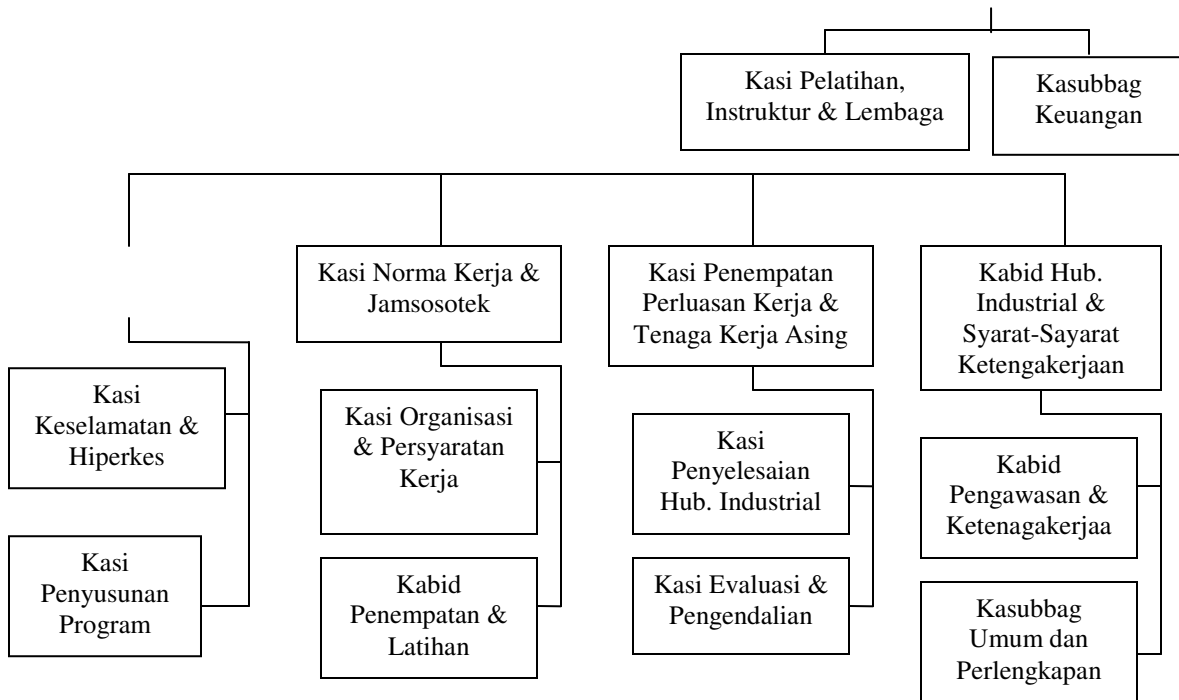 Kasi Pelatihan,
Instruktur & Lembaga
Kasubbag
Keuangan
Kasi Norma Kerja &
Jamsosotek
Kasi Penempatan
Perluasan Kerja &
Tenaga Kerja Asing
Kabid Hub.
Industrial &
Syarat-Sayarat
Ketengakerjaan
Kasi
Keselamatan &
Hiperkes
Kasi Organisasi
& Persyaratan
Kerja
Kasi
Penyelesaian
Hub. Industrial
Kabid
Pengawasan &
Ketenagakerjaa
Kasi
Penyusunan
Program
Kabid
Penempatan &
Latihan
Kasi Evaluasi &
Pengendalian
Kasubbag
Umum dan
Perlengkapan